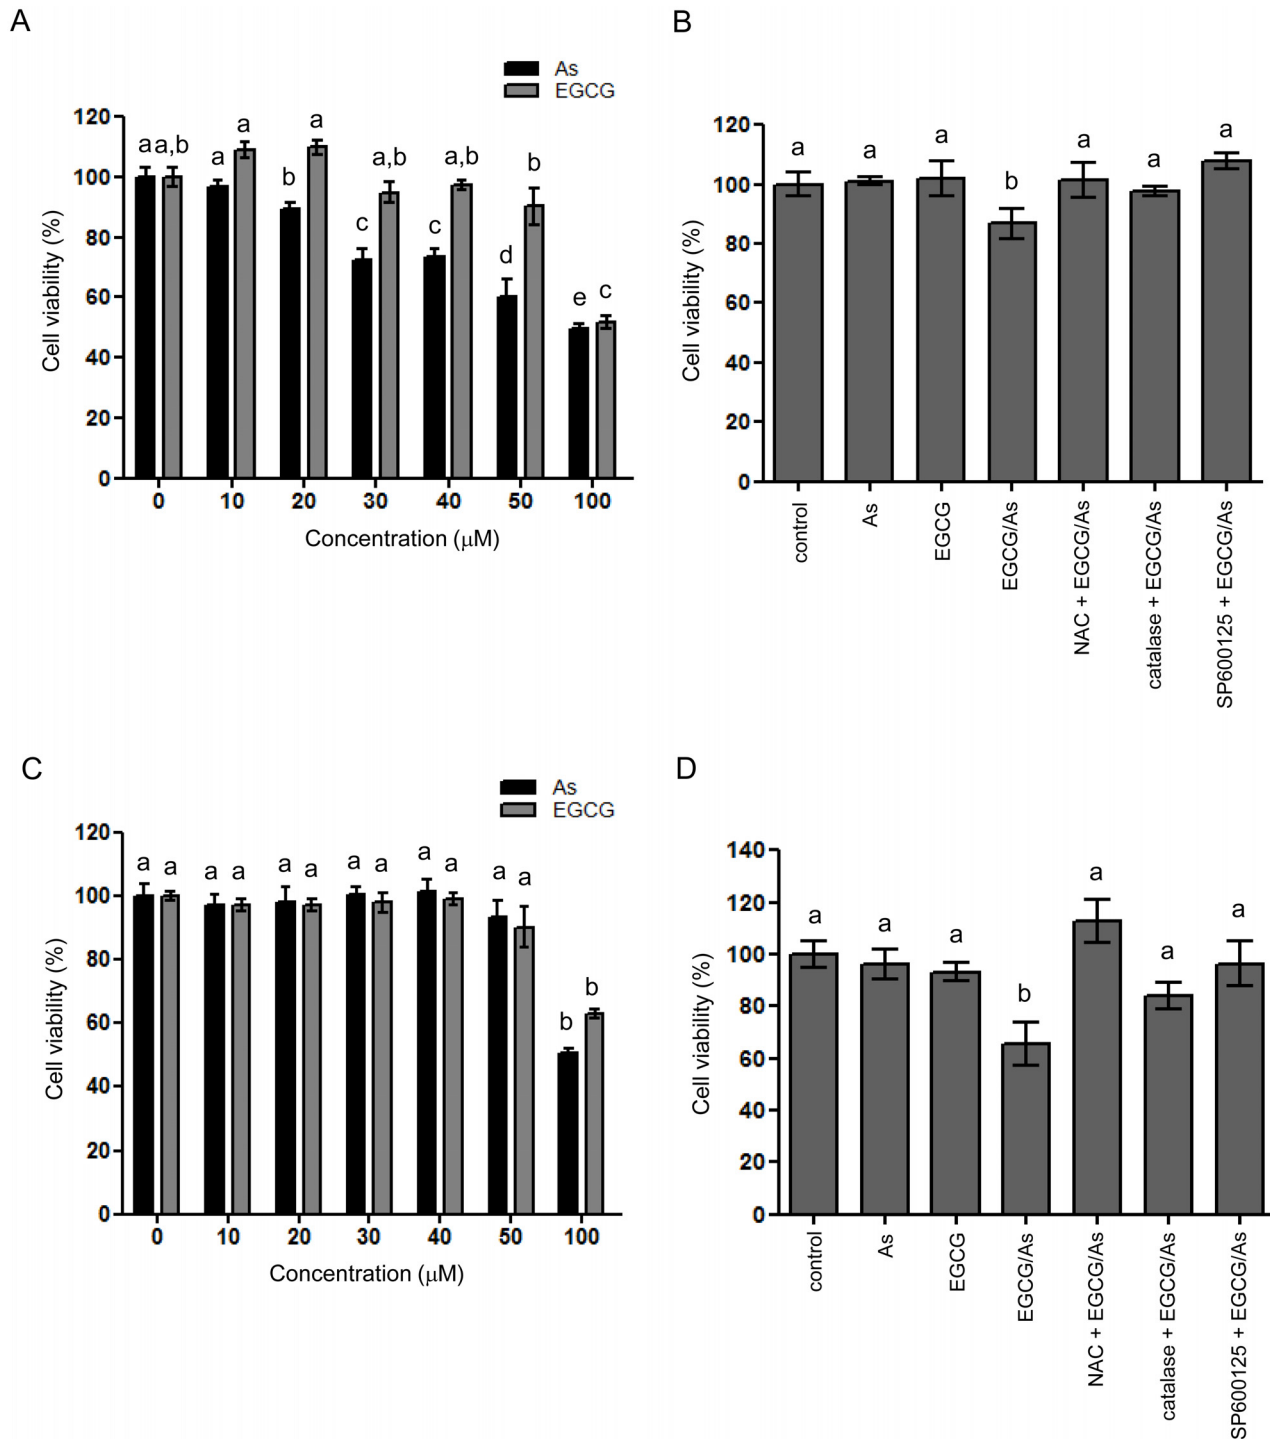 A
As
EGCG
120
100
80
60
40
20
0
Cell viability (%)
a a,b
a a
b a
c a,b
c a,b
d b
e c
0 10 20 30 40 50 100
Concentration (μM)
B
120
100
80
60
40
20
0
Cell viability (%)
a a a b a a a
control
As
EGCG
EGCG/As
NAC + EGCG/As
catalase + EGCG/As
SP600125 + EGCG/As
C
As
EGCG
120
100
80
60
40
20
0
Cell viability (%)
a a
a a
a a
a a
a a
a a
b b
0 10 20 30 40 50 100
Concentration (μM)
D
140
120
100
80
60
40
20
0
Cell viability (%)
a a a b a a a
control
As
EGCG
EGCG/As
NAC + EGCG/As
catalase + EGCG/As
SP600125 + EGCG/As